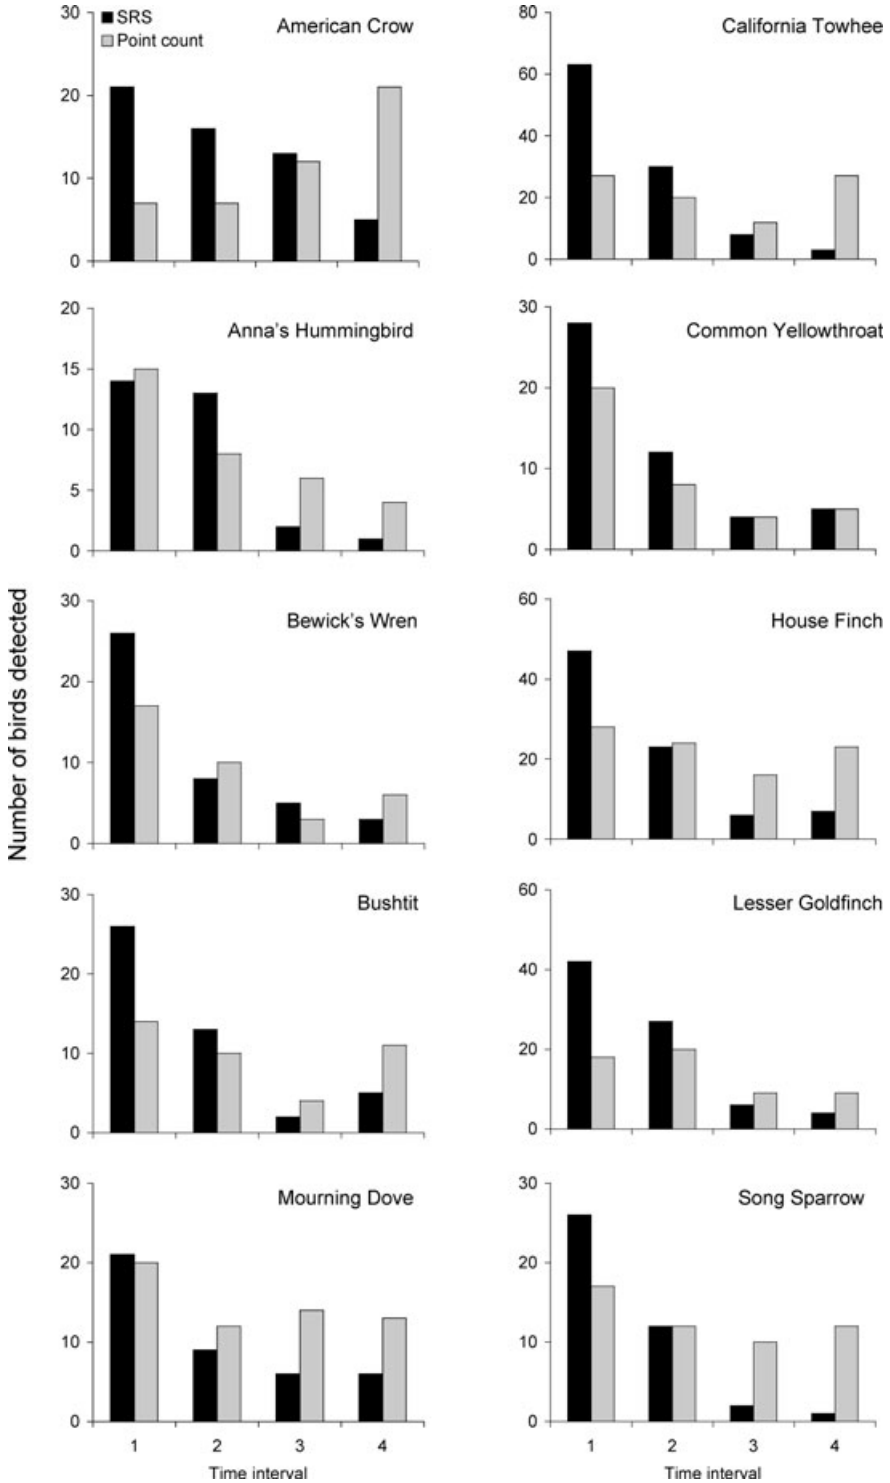 SRS
Point count
American Crow
30
20
10
0
California Towhee
80
60
40
20
0
Anna's Hummingbird
20
15
10
5
0
Common Yellowthroat
30
20
10
0
Bewick's Wren
30
20
10
0
House Finch
60
40
20
0
Bushtit
30
20
10
0
Lesser Goldfinch
60
40
20
0
Mourning Dove
30
20
10
0
1 2 3 4
Time interval
Song Sparrow
30
20
10
0
1 2 3 4
Time interval
Number of birds detected